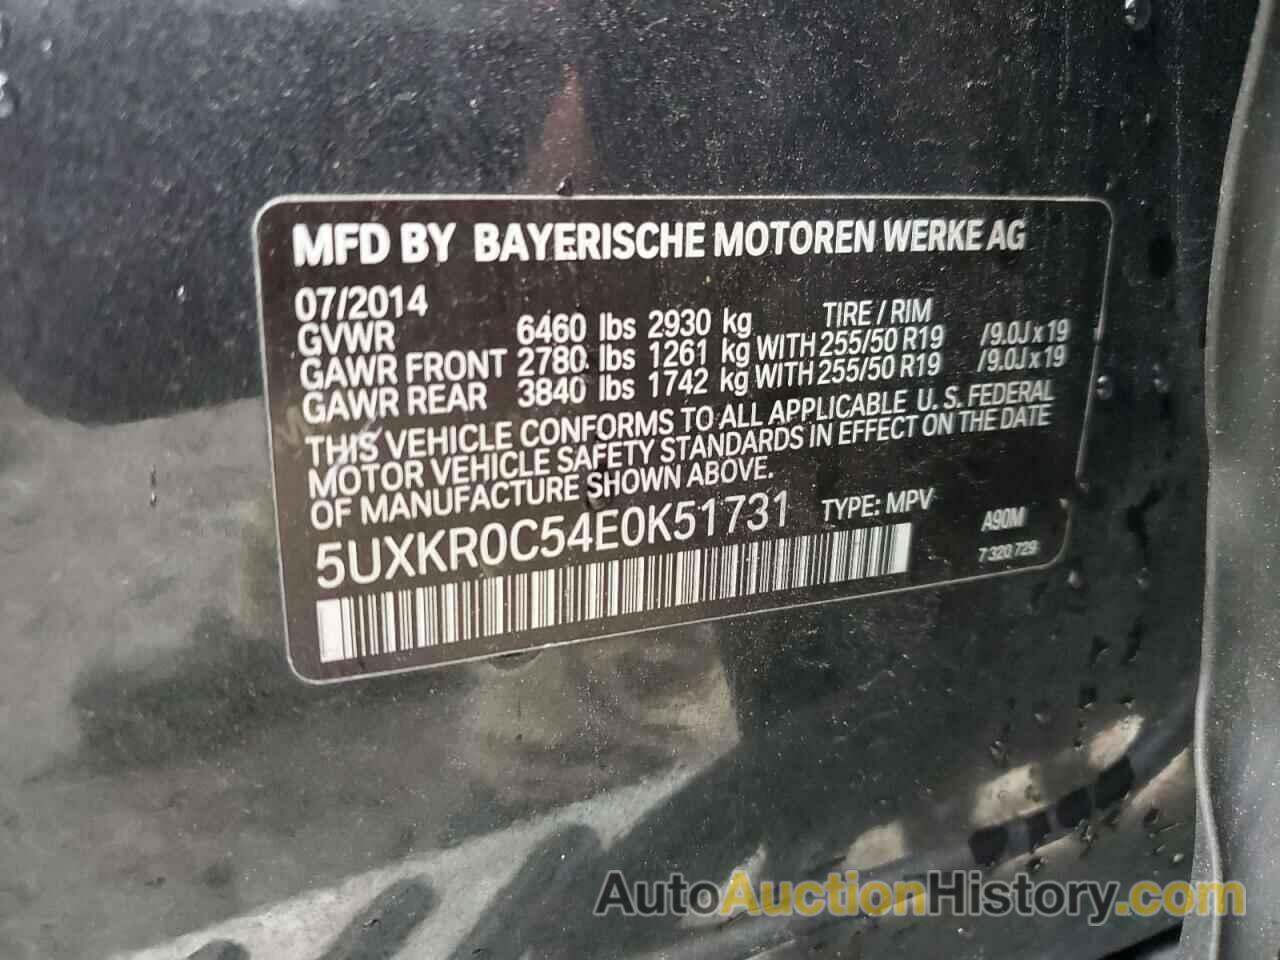 MFD BY BAYERISCHE MOTOREN WERKE AG
07/2014 TIRE / RIM
GVWR 6460 lbs 2930 kg
GAWR FRONT 2780 lbs 1261 kg WITH 255/50 R19 /9.0J x 19
GAWR REAR 3840 lbs 1742 kg WITH 255/50 R19 /9.0J x 19
THIS VEHICLE CONFORMS TO ALL APPLICABLE U.S. FEDERAL
MOTOR VEHICLE SAFETY STANDARDS IN EFFECT ON THE DATE
OF MANUFACTURE SHOWN ABOVE.
5UXKR0C54E0K51731 TYPE: MPV A90M
7 320 729
AutoAuctionHistory.com